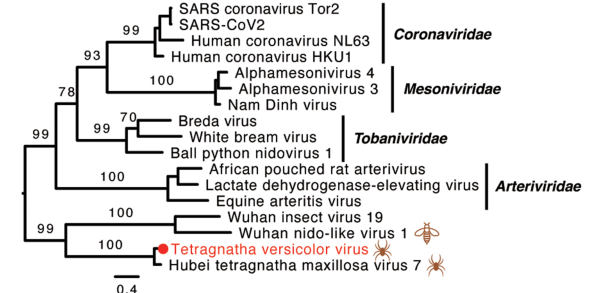 SARS coronavirus Tor2
99
SARS-CoV2
Coronaviridae
Human coronavirus NL63
93
Human coronavirus HKU1
Alphamesonivirus 4
100
Alphamesonivirus 3
Mesoniviridae
78
Nam Dinh virus
70
Breda virus
99
White bream virus
Tobaniviridae
99
Ball python nidovirus 1
African pouched rat arterivirus
100
Lactate dehydrogenase-elevating virus
Arteriviridae
Equine arteritis virus
100
Wuhan insect virus 19
99
Wuhan nido-like virus 1
100
Tetragnatha versicolor virus
Hubei tetragnatha maxillosa virus 7
0.4